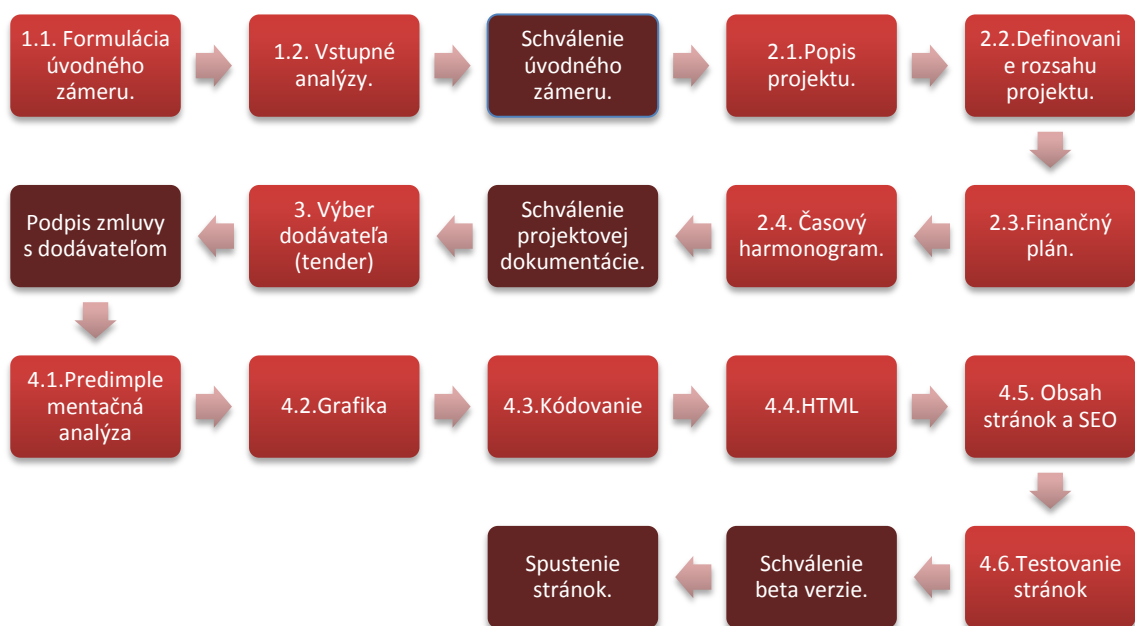 1.1. Formulácia
úvodného
zámeru.
1.2. Vstupné
analýzy.
Schválenie
úvodného
zámeru.
2.1.Popis
projektu.
2.2.Definovani
e rozsahu
projektu.
2.3.Finančný
plán.
2.4. Časový
harmonogram.
Schválenie
projektovej
dokumentácie.
3. Výber
dodávateľa
(tender)
Podpis zmluvy
s dodávateľom
4.1.Predimple
mentačná
analýza
4.2.Grafika
4.3.Kódovanie
4.4.HTML
4.5. Obsah
stránok a SEO
4.6.Testovanie
stránok
Schválenie
beta verzie.
Spustenie
stránok.